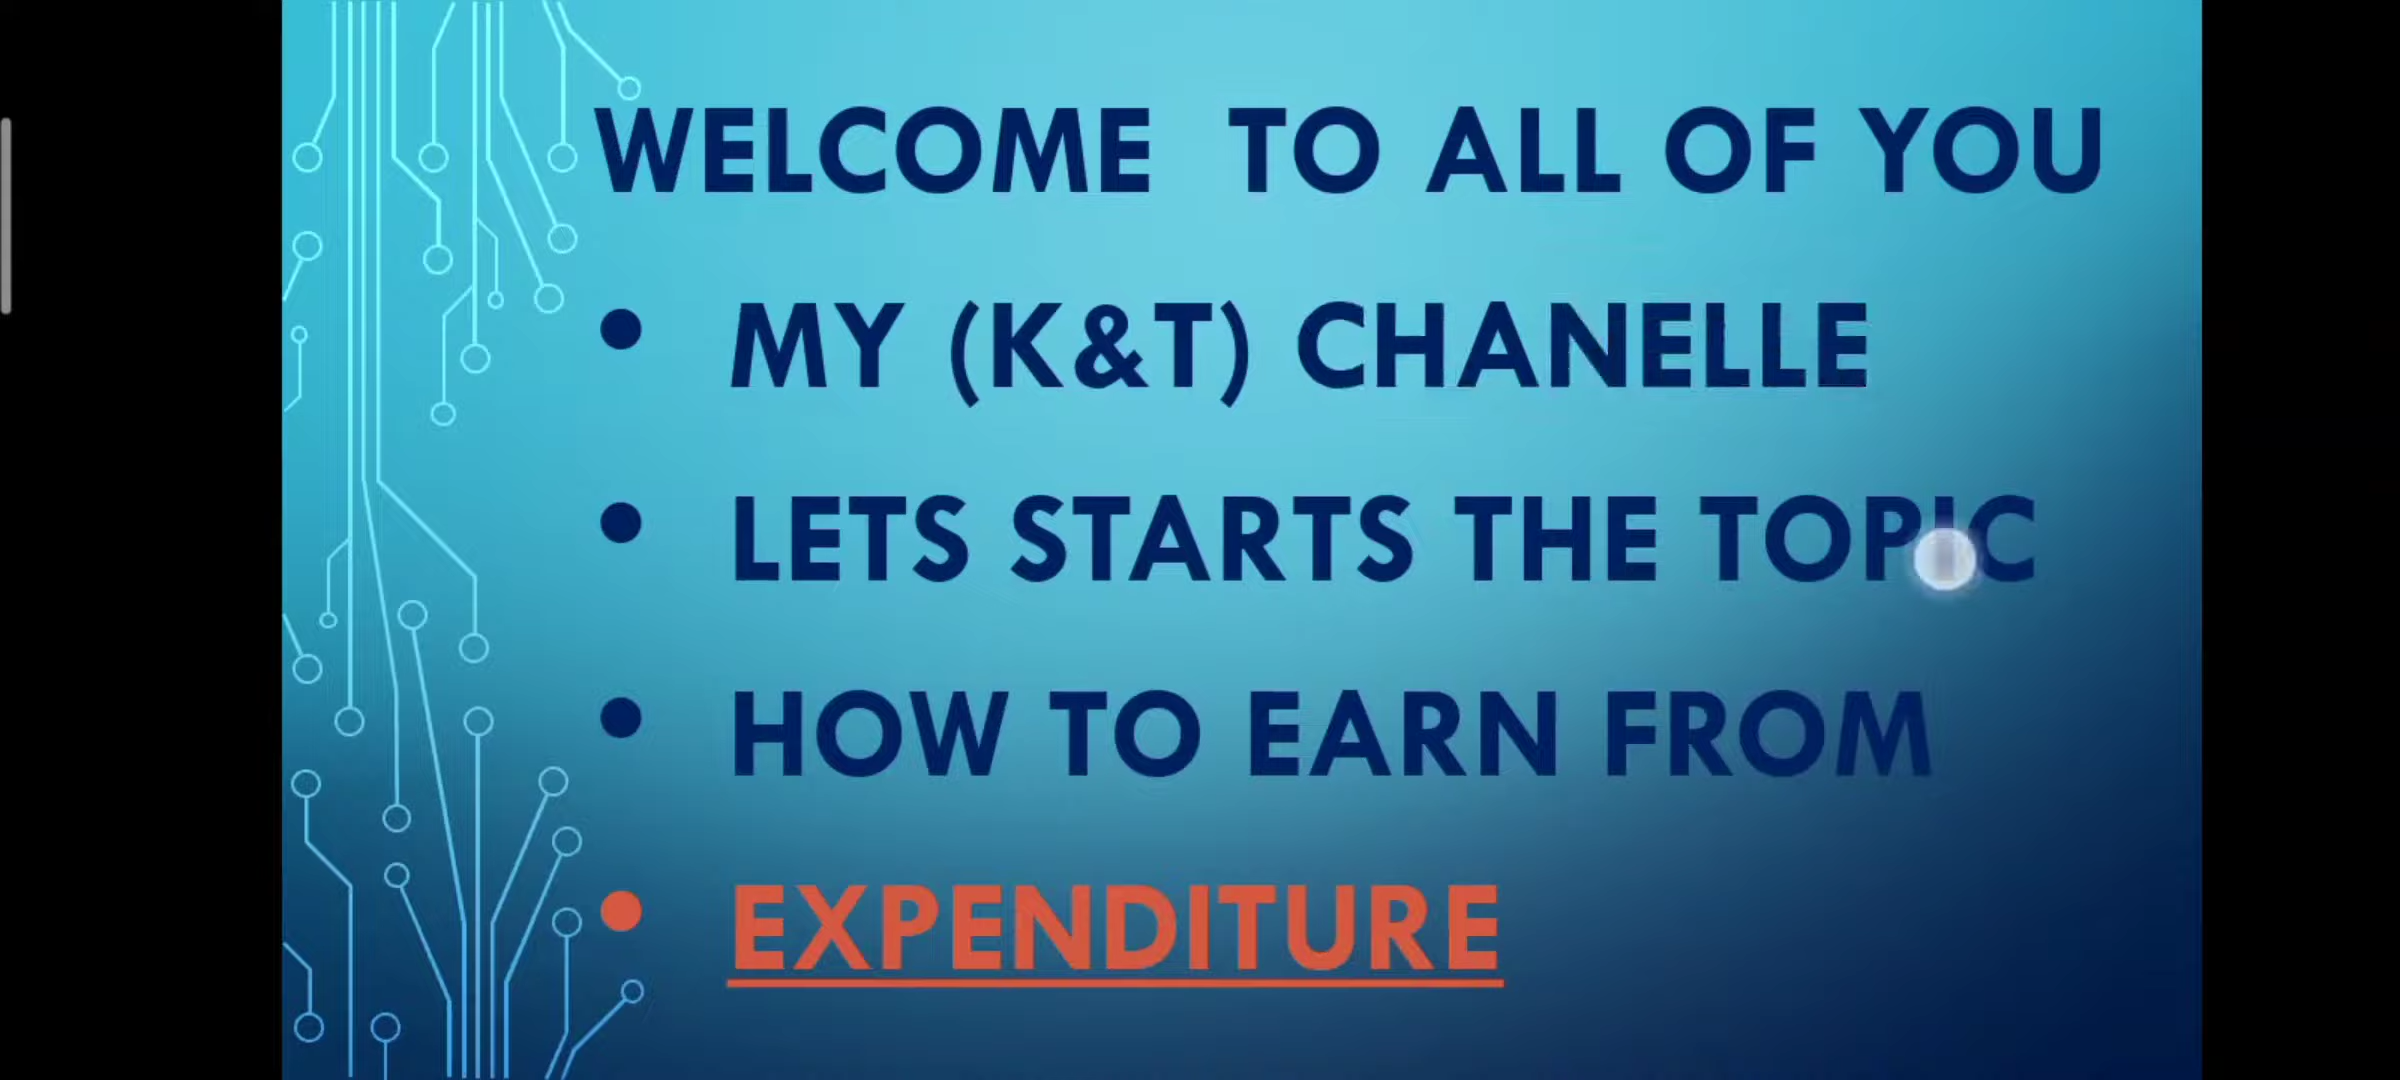 WELCOME TO ALL OF YOU
• MY (K&T) CHANELLE
• LETS STARTS THE TOPIC
• HOW TO EARN FROM
• EXPENDITURE